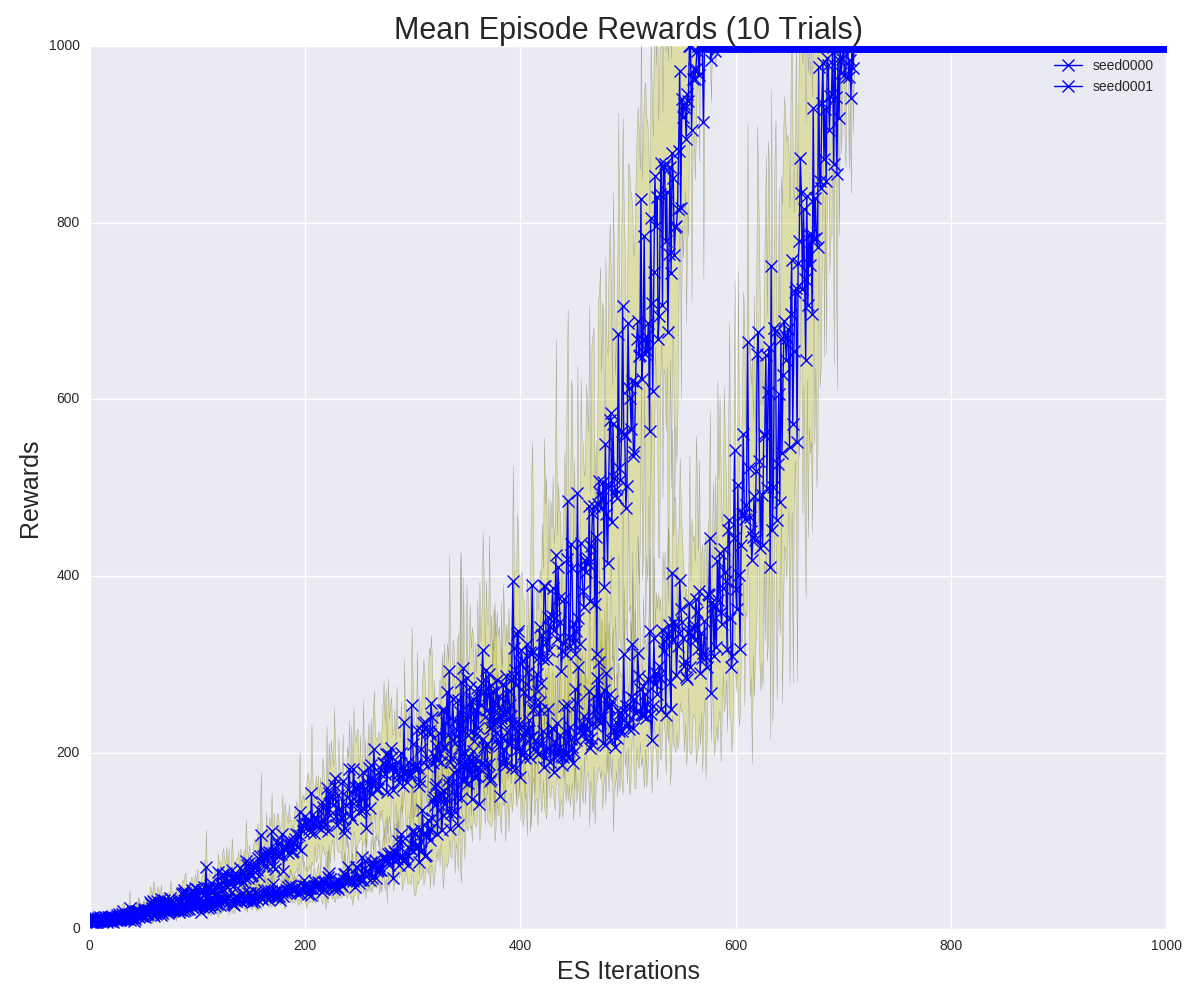 Mean Episode Rewards (10 Trials)
1000
seed0000
seed0001
800
600
Rewards
400
200
0
0 200 400 600 800 1000
ES Iterations